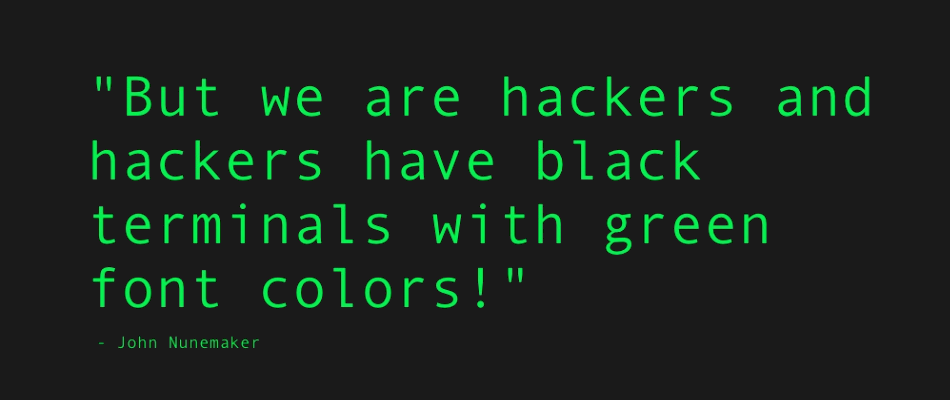 "But we are hackers and
hackers have black
terminals with green
font colors!"
- John Nunemaker